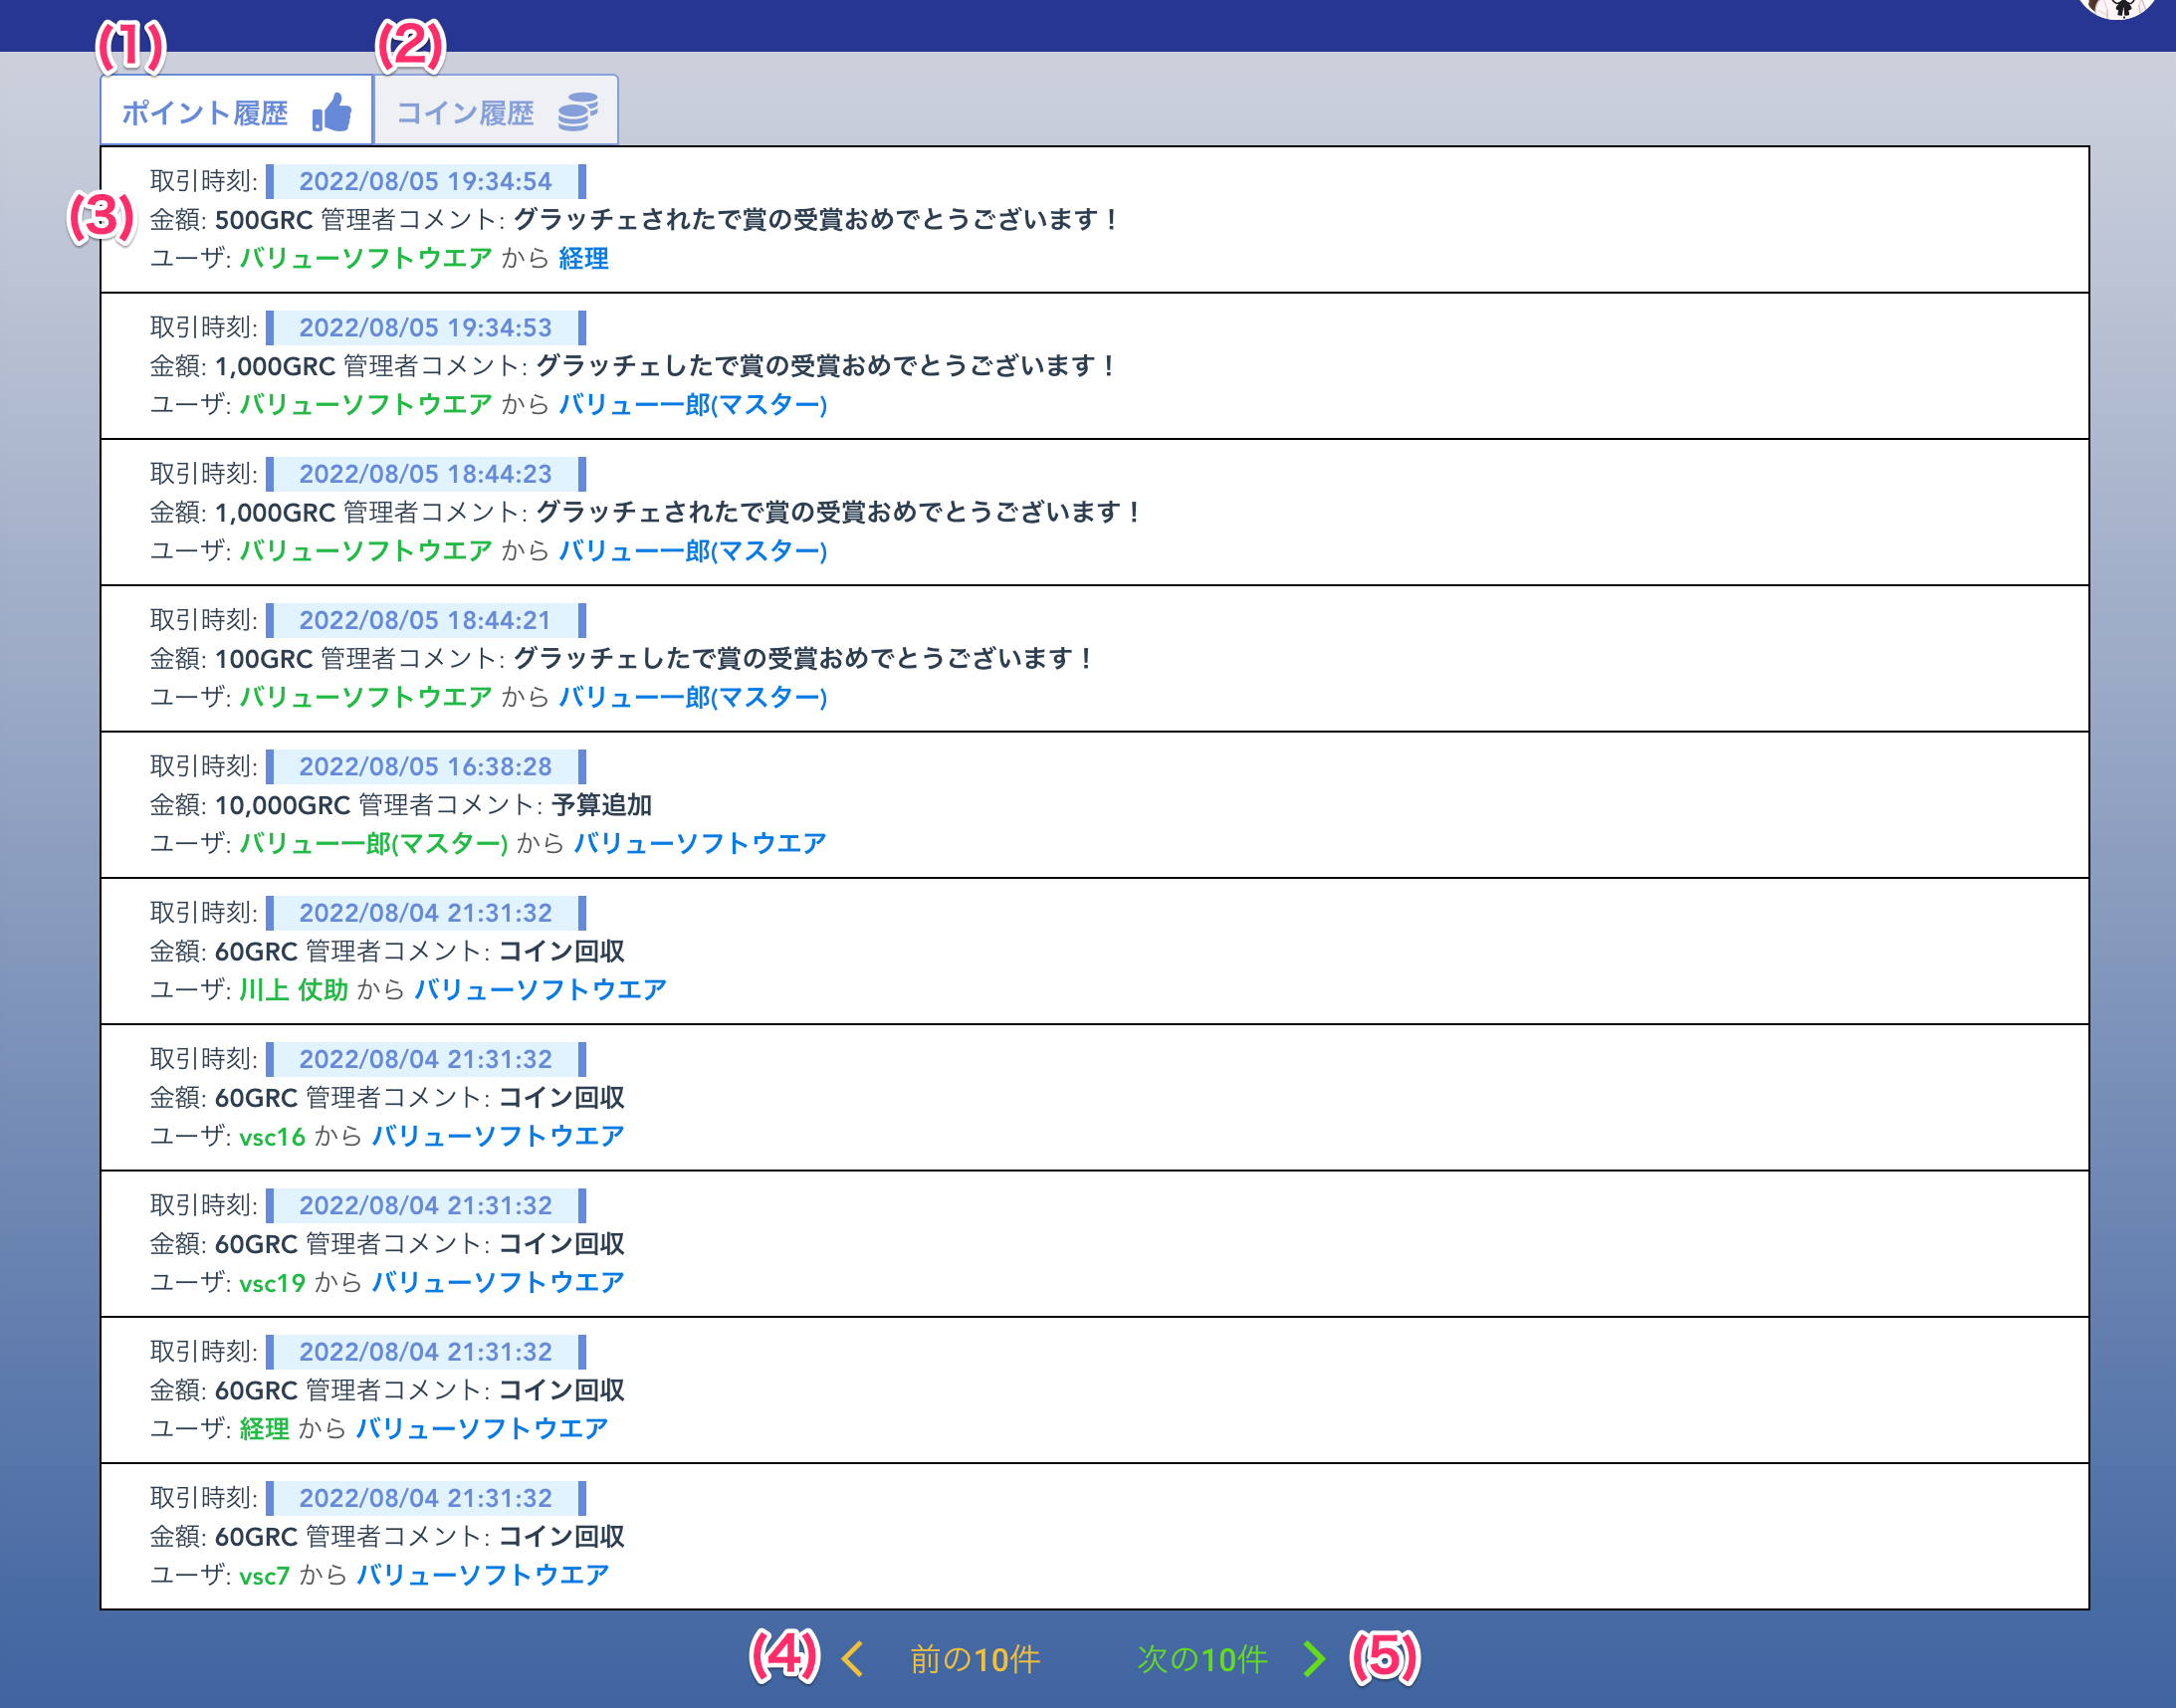 (1)
(2)
ポイント履歴
コイン履歴
取引時刻: 2022/08/05 19:34:54
(3)
金額: 500GRC 管理者コメント: グラッチェされたで賞の受賞おめでとうございます！
ユーザ: バリューソフトウエア から 経理
取引時刻: 2022/08/05 19:34:53
金額: 1,000GRC 管理者コメント: グラッチェしたで賞の受賞おめでとうございます！
ユーザ: バリューソフトウエア から バリュー一郎(マスター)
取引時刻: 2022/08/05 18:44:23
金額: 1,000GRC 管理者コメント: グラッチェされたで賞の受賞おめでとうございます！
ユーザ: バリューソフトウエア から バリュー一郎(マスター)
取引時刻: 2022/08/05 18:44:21
金額: 100GRC 管理者コメント: グラッチェしたで賞の受賞おめでとうございます！
ユーザ: バリューソフトウエア から バリュー一郎(マスター)
取引時刻: 2022/08/05 16:38:28
金額: 10,000GRC 管理者コメント: 予算追加
ユーザ: バリュー一郎(マスター) から バリューソフトウエア
取引時刻: 2022/08/04 21:31:32
金額: 60GRC 管理者コメント: コイン回収
ユーザ: 川上 仗助 から バリューソフトウエア
取引時刻: 2022/08/04 21:31:32
金額: 60GRC 管理者コメント: コイン回収
ユーザ: vsc16 から バリューソフトウエア
取引時刻: 2022/08/04 21:31:32
金額: 60GRC 管理者コメント: コイン回収
ユーザ: vsc19 から バリューソフトウエア
取引時刻: 2022/08/04 21:31:32
金額: 60GRC 管理者コメント: コイン回収
ユーザ: 経理 から バリューソフトウエア
取引時刻: 2022/08/04 21:31:32
金額: 60GRC 管理者コメント: コイン回収
ユーザ: vsc7 から バリューソフトウエア
(4) 前の10件 次の10件 (5)